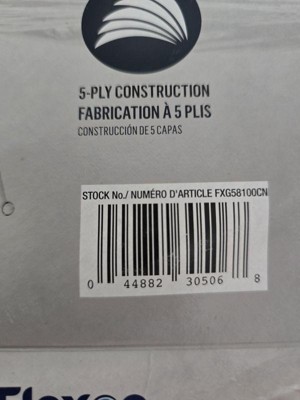 5-PLY CONSTRUCTION
FABRICATION À 5 PLIS
CONSTRUCCIÓN DE 5 CAPAS
STOCK No./ NUMÉRO D'ARTICLE FXG58100CN
0 44882 30506 8